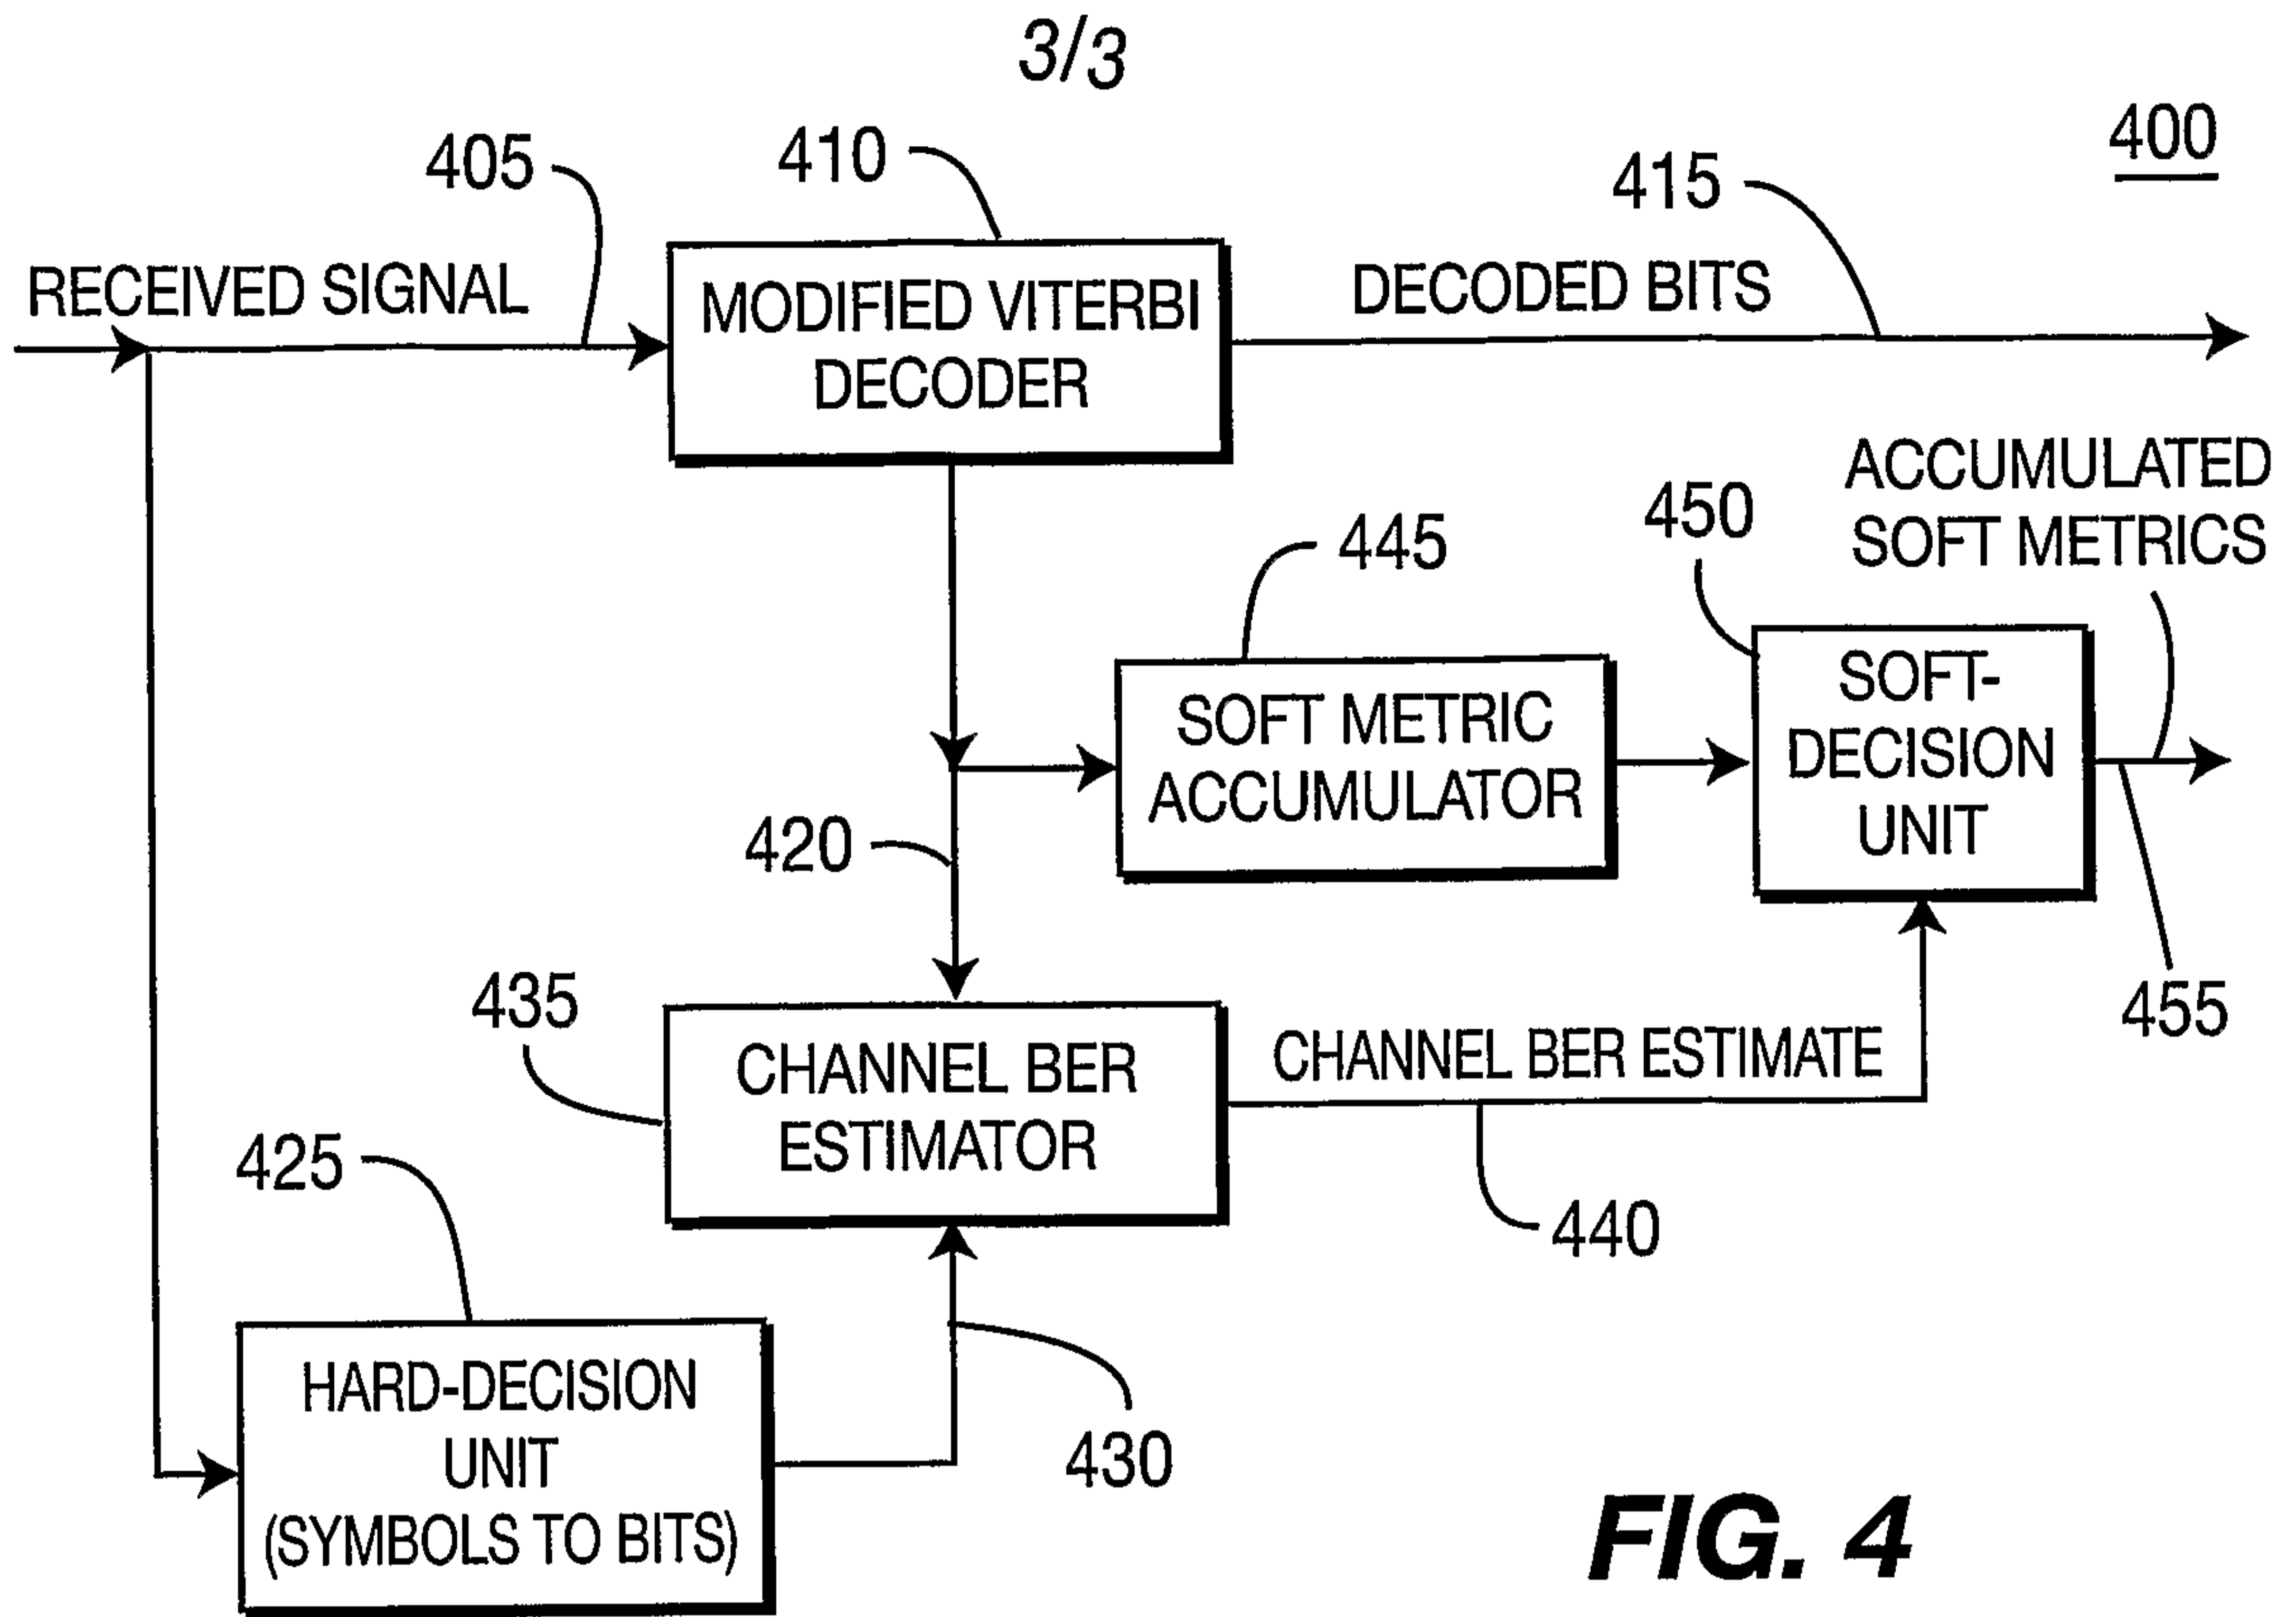 3/3
400
405
410
415
RECEIVED SIGNAL
MODIFIED VITERBI
DECODER
DECODED BITS
ACCUMULATED
SOFT METRICS
445
450
SOFT METRIC
ACCUMULATOR
SOFT-
DECISION
UNIT
420
435
455
CHANNEL BER
ESTIMATOR
CHANNEL BER ESTIMATE
425
440
HARD-DECISION
UNIT
(SYMBOLS TO BITS)
430
FIG. 4